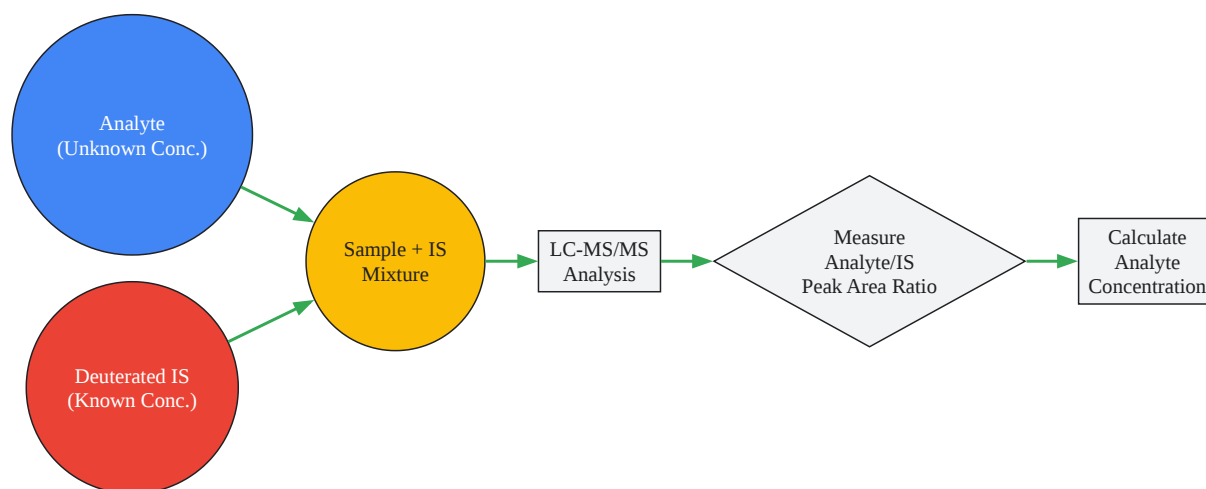 Analyte
(Unknown Conc.)
Deuterated IS
(Known Conc.)
Sample + IS
Mixture
LC-MS/MS
Analysis
Measure
Analyte/IS
Peak Area Ratio
Calculate
Analyte
Concentration